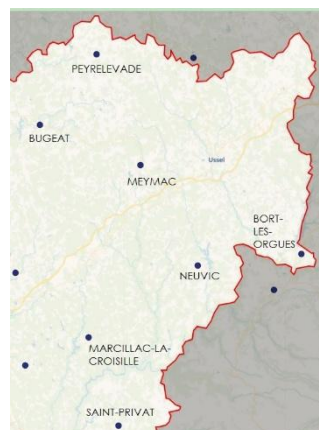 PEYRELEVADE
BUGEAT
Ussel
MEYMAC
BORT-
LES-
ORGUES
NEUVIC
MARCILLAC-LA-
CROISILLE
SAINT-PRIVAT